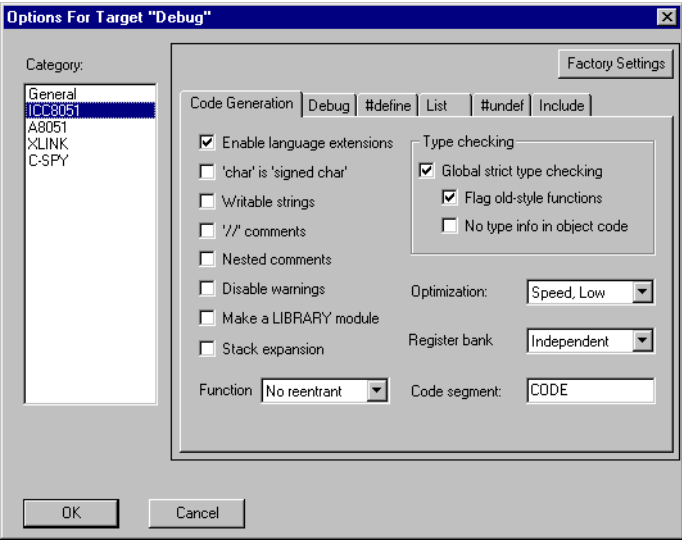 Options For Target "Debug"
Category:
Factory Settings
General
ICC8051
A8051
XLINK
C-SPY
Code Generation Debug #define List #undef Include
Enable language extensions
'char' is 'signed char'
Writable strings
'//' comments
Nested comments
Disable warnings
Make a LIBRARY module
Stack expansion
Function No reentrant
Type checking
Global strict type checking
Flag old-style functions
No type info in object code
Optimization: Speed, Low
Register bank Independent
Code segment: CODE
OK Cancel